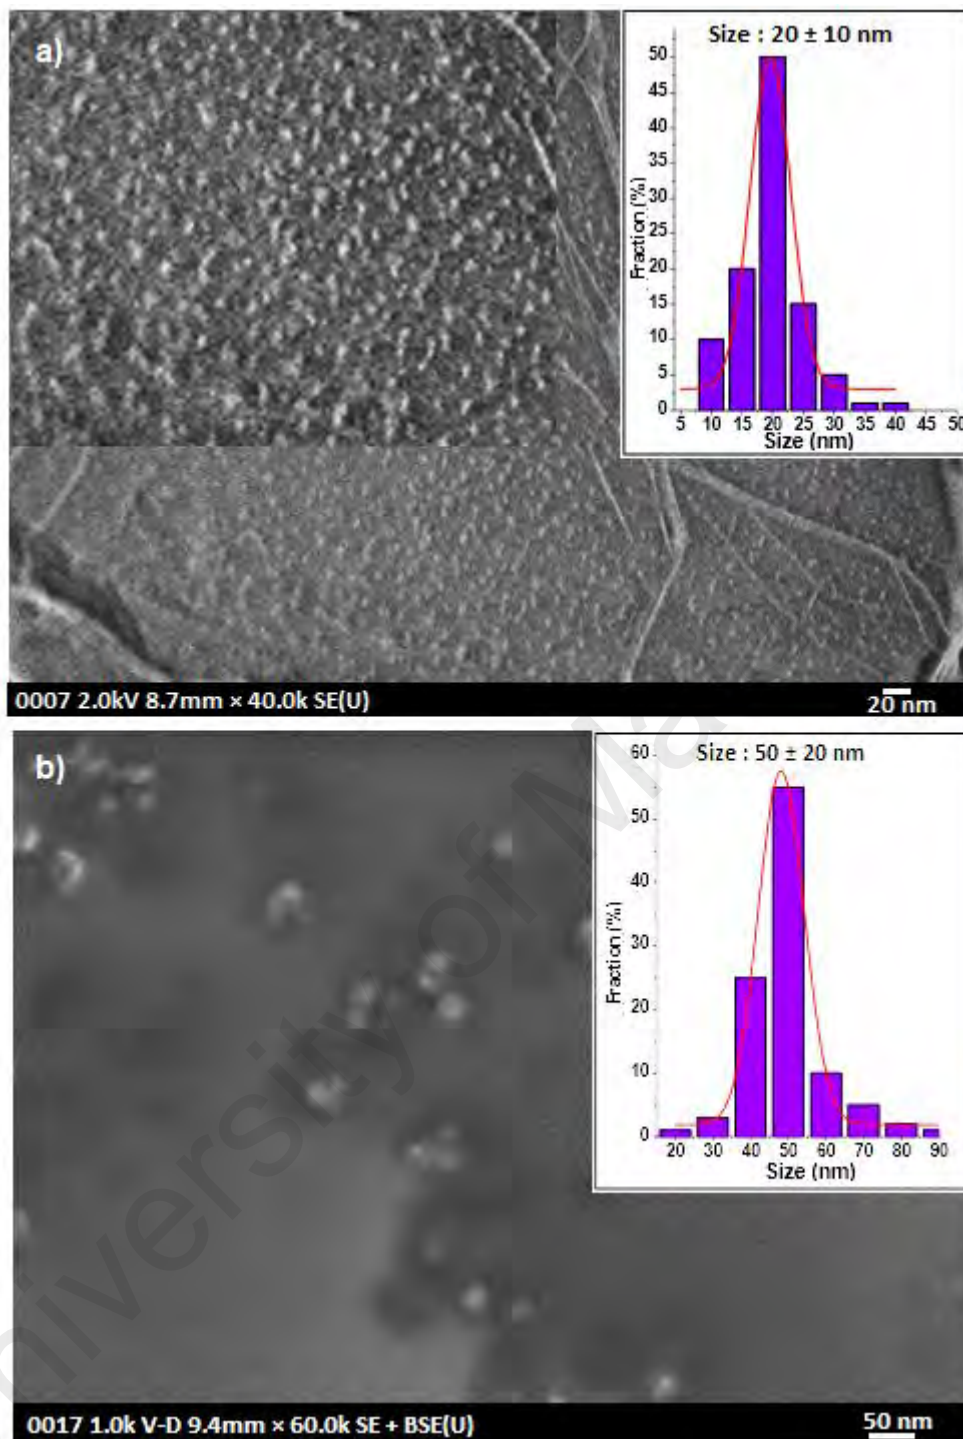 a)
Size : 20 ± 10 nm
50
45
40
35
30
25
20
15
10
5
0
Fraction (%)
5 10 15 20 25 30 35 40 45 50
Size (nm)
0007 2.0kV 8.7mm × 40.0k SE(U)
20 nm
b)
Size : 50 ± 20 nm
60
50
40
30
20
10
0
Fraction (%)
20 30 40 50 60 70 80 90
Size (nm)
0017 1.0k V-D 9.4mm × 60.0k SE + BSE(U)
50 nm
University of Ma